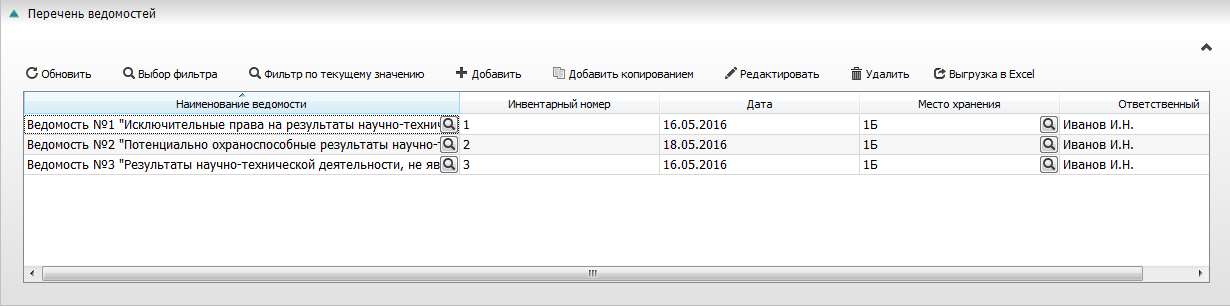 Перечень ведомостей
Обновить Выбор фильтра Фильтр по текущему значению Добавить Добавить копированием Редактировать Удалить Выгрузка в Excel
Наименование ведомости Инвентарный номер Дата Место хранения Ответственный
Ведомость №1 "Исключительные права на результаты научно-технич 1 16.05.2016 1Б Иванов И.Н.
Ведомость №2 "Потенциально охраноспособные результаты научно-т 2 18.05.2016 1Б Иванов И.Н.
Ведомость №3 "Результаты научно-технической деятельности, не яв 3 16.05.2016 1Б Иванов И.Н.